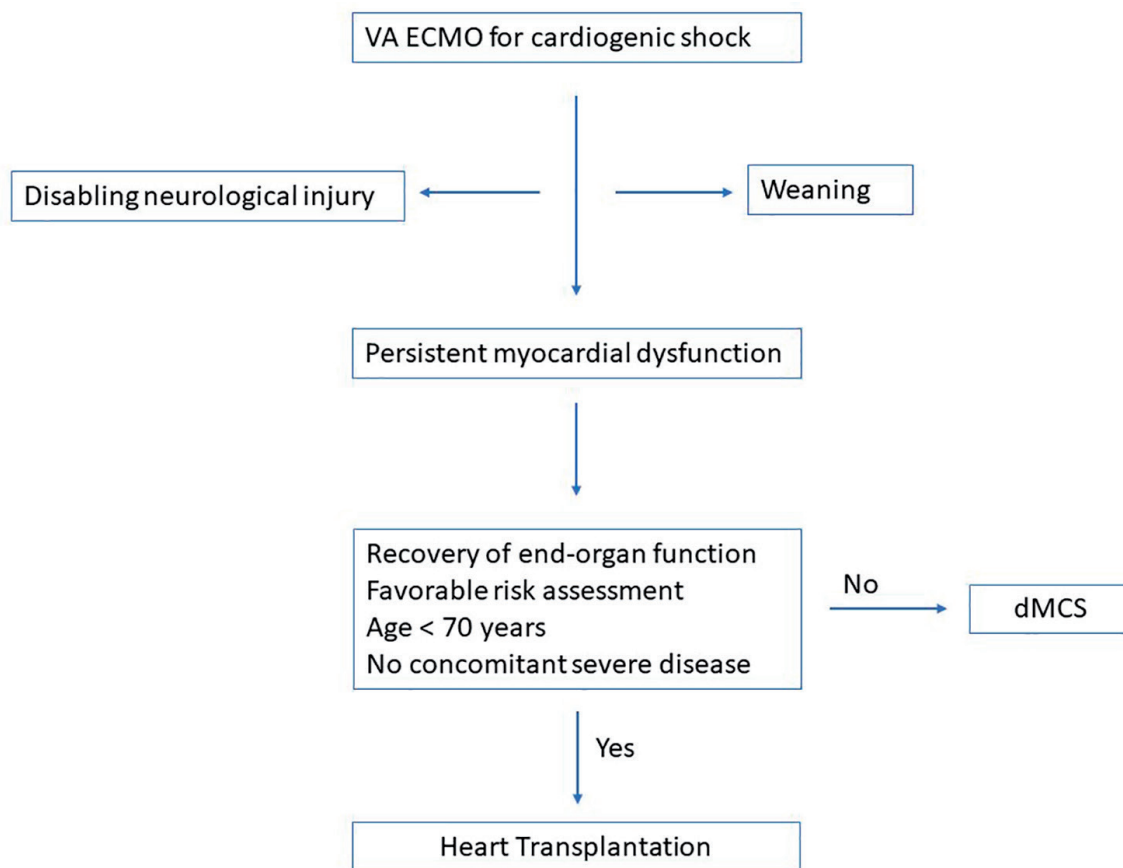 VA ECMO for cardiogenic shock
Disabling neurological injury
Weaning
Persistent myocardial dysfunction
Recovery of end-organ function
Favorable risk assessment
Age < 70 years
No concomitant severe disease
No
dMCS
Yes
Heart Transplantation